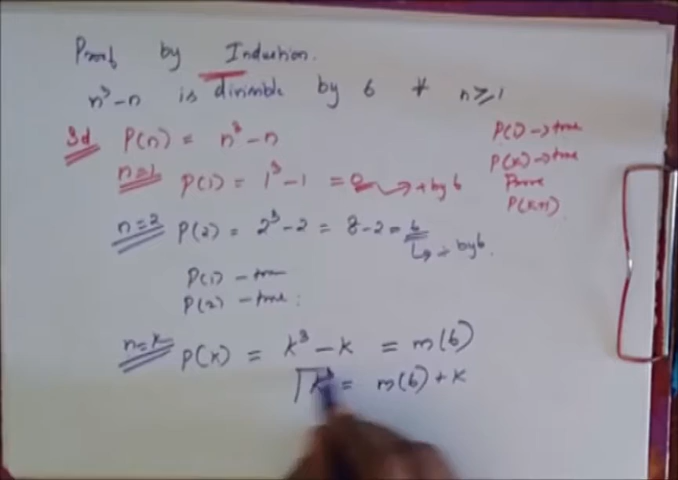 Proof by Induction.
n³-n is divisible by 6 ∀ n≥1
Sol P(n) = n³-n
P(1) → true
P(K) → true
Prove
P(K+1)
n=1 P(1) = 1³-1 = 0 → ÷ by 6
n=2 P(2) = 2³-2 = 8-2 = 6
↳ ÷ by 6.
P(1) - true
P(2) - true :
n=K P(K) = K³-K = m(6)
K³ = m(6)+K